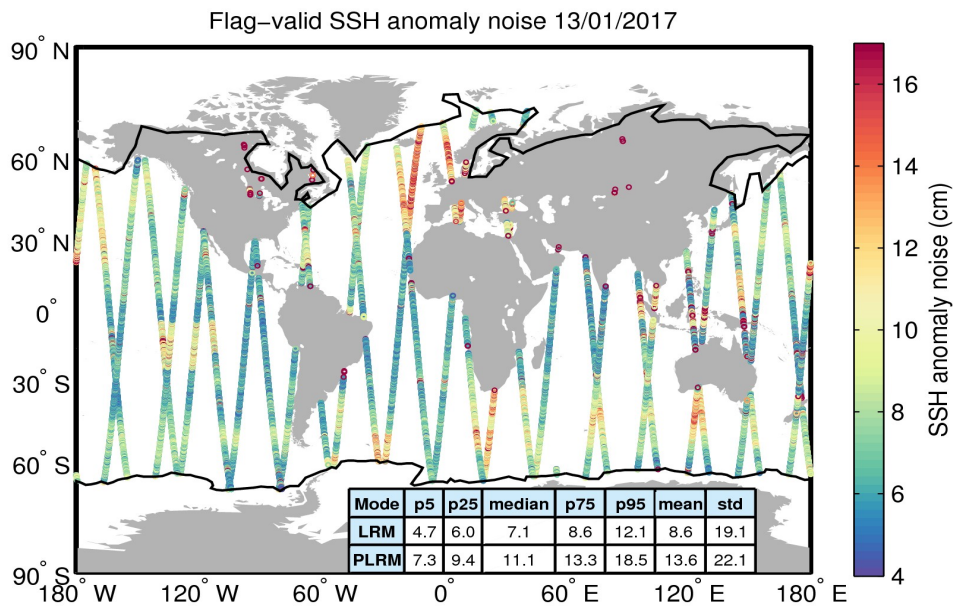 Flag−valid SSH anomaly noise 13/01/2017
90° N
60° N
30° N
0°
30° S
60° S
90° S
180° W
120° W
60° W
0°
60° E
120° E
180° E
Mode p5 p25 median p75 p95 mean std
LRM 4.7 6.0 7.1 8.6 12.1 8.6 19.1
PLRM 7.3 9.4 11.1 13.3 18.5 13.6 22.1
16
14
12
10
8
6
4
SSH anomaly noise (cm)